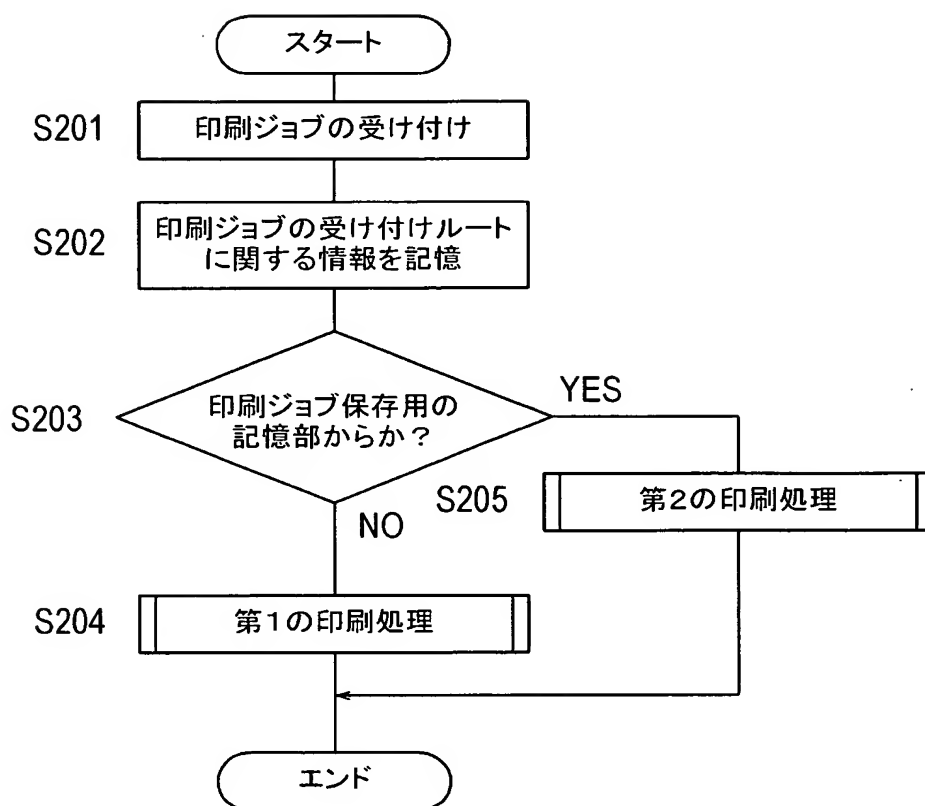 スタート
S201
印刷ジョブの受け付け
S202
印刷ジョブの受け付けルート
に関する情報を記憶
S203
印刷ジョブ保存用の
記憶部からか?
YES
NO
S205
第2の印刷処理
S204
第1の印刷処理
エンド